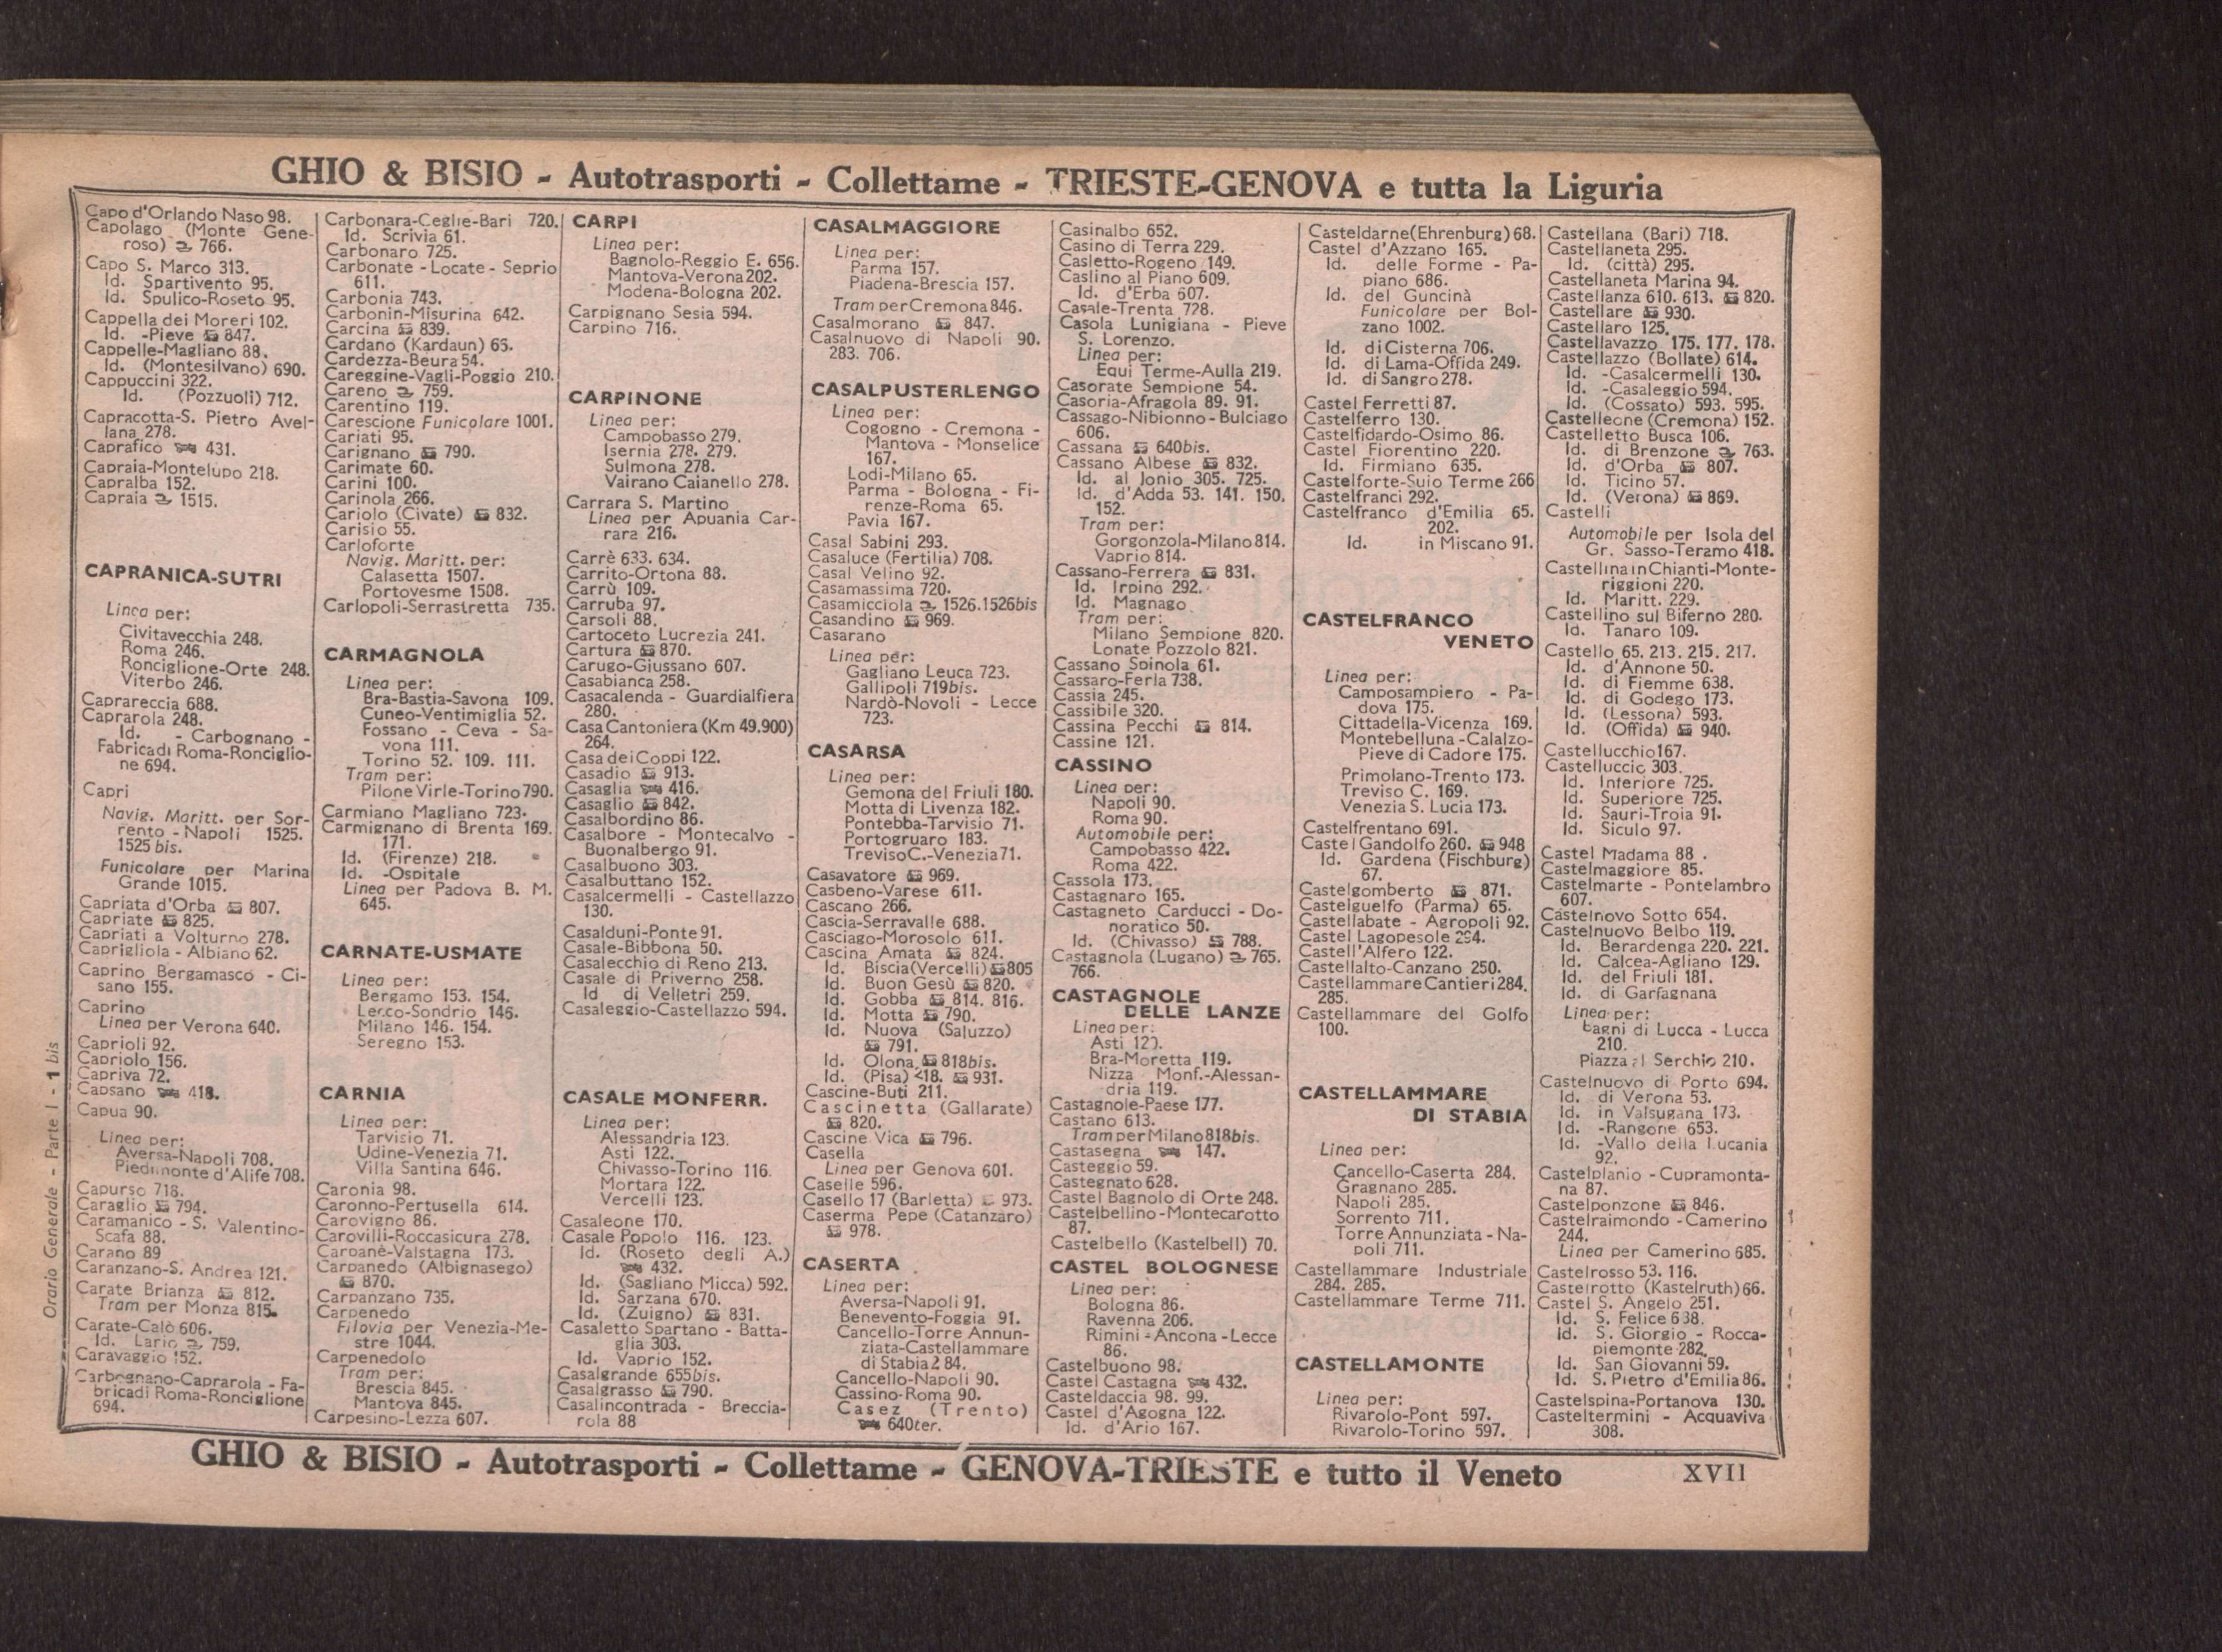 GHIO & BISIO - Autotrasporti - Collettame - TRIESTE-GENOVA e tutta la Liguria
Capo d'Orlando Naso 98.
Capolago (Monte Gene-
roso) 766.
Capo S. Marco 313.
Id. Spartivento 95.
Id. Spulico-Roseto 95.
Cappella dei Moreri 102.
Id. -Pieve 847.
Cappelle-Magliano 88.
Id. (Montesilvano) 690.
Cappuccini 322.
Id. (Pozzuoli) 712.
Capracotta-S. Pietro Avel-
lana 278.
Caprafico 431.
Capraia-Montelupo 218.
Capralba 152.
Capraia 1515.
CAPRANICA-SUTRI
Linea per:
Civitavecchia 248.
Roma 246.
Ronciglione-Orte 248.
Viterbo 246.
Caprareccia 688.
Caprarola 248.
Id. - Carbognano -
Fabricadi Roma-Ronciglio-
ne 694.
Capri
Navig. Maritt. per Sor-
rento - Napoli 1525.
1525 bis.
Funicolare per Marina
Grande 1015.
Capriata d'Orba 807.
Capriate 825.
Capriati a Volturno 278.
Caprigliola - Albiano 62.
Caprino Bergamasco - Ci-
sano 155.
Caprino
Linea per Verona 640.
Caprioli 92.
Capriolo 156.
Capriva 72.
Capsano 418.
Capua 90.
Linea per:
Aversa-Napoli 708.
Piedimonte d'Alife 708.
Capurso 718.
Caraglio 794.
Caramanico - S. Valentino-
Scafa 88.
Carano 89
Caranzano-S. Andrea 121.
Carate Brianza 812.
Tram per Monza 815.
Carate-Calò 606.
Id. Lario 759.
Caravaggio 152.
Carbognano-Caprarola - Fa-
bricadi Roma-Ronciglione
694.
Carbonara-Ceglie-Bari 720.
Id. Scrivia 61.
Carbonaro 725.
Carbonate - Locate - Seprio
611.
Carbonia 743.
Carbonin-Misurina 642.
Carcina 839.
Cardano (Kardaun) 65.
Cardezza-Beura 54.
Careggine-Vagli-Poggio 210.
Careno 759.
Carentino 119.
Carescione Funicolare 1001.
Cariati 95.
Carignano 790.
Carimate 60.
Carini 100.
Carinola 266.
Cariolo (Civate) 832.
Carisio 55.
Carloforte
Navig. Maritt. per:
Calasetta 1507.
Portovesme 1508.
Carlopoli-Serrastretta 735.
CARMAGNOLA
Linea per:
Bra-Bastia-Savona 109.
Cuneo-Ventimiglia 52.
Fossano - Ceva - Sa-
vona 111.
Torino 52. 109. 111.
Tram per:
Pilone Virle-Torino 790.
Carmiano Magliano 723.
Carmignano di Brenta 169.
171.
Id. (Firenze) 218.
Id. -Ospitale
Linea per Padova B. M.
645.
CARNATE-USMATE
Linea per:
Bergamo 153. 154.
Lecco-Sondrio 146.
Milano 146. 154.
Seregno 153.
CARNIA
Linea per:
Tarvisio 71.
Udine-Venezia 71.
Villa Santina 646.
Caronia 98.
Caronno-Pertusella 614.
Carovigno 86.
Carovilli-Roccasicura 278.
Carpanè-Valstagna 173.
Carpanedo (Albignasego)
870.
Carpanzano 735.
Carpenedo
Filovia per Venezia-Me-
stre 1044.
Carpenedolo
Tram per:
Brescia 845.
Mantova 845.
Carpesino-Lezza 607.
CARPI
Linea per:
Bagnolo-Reggio E. 656.
Mantova-Verona 202.
Modena-Bologna 202.
Carpignano Sesia 594.
Carpino 716.
CARPINONE
Linea per:
Campobasso 279.
Isernia 278. 279.
Sulmona 278.
Vairano Caianello 278.
Carrara S. Martino
Linea per Apuania Car-
rara 216.
Carrè 633. 634.
Carrito-Ortona 88.
Carrù 109.
Carruba 97.
Carsoli 88.
Cartoceto Lucrezia 241.
Cartura 870.
Carugo-Giussano 607.
Casabianca 258.
Casacalenda - Guardialfiera
280.
Casa Cantoniera (Km 49.900)
264.
Casa dei Coppi 122.
Casadio 913.
Casaglia 416.
Casaglio 842.
Casalbordino 86.
Casalbore - Montecalvo -
Buonalbergo 91.
Casalbuono 303.
Casalbuttano 152.
Casalcermelli - Castellazzo
130.
Casalduni-Ponte 91.
Casale-Bibbona 50.
Casalecchio di Reno 213.
Casale di Priverno 258.
Id di Velletri 259.
Casaleggio-Castellazzo 594.
CASALE MONFERR.
Linea per:
Alessandria 123.
Asti 122.
Chivasso-Torino 116.
Mortara 122.
Vercelli 123.
Casaleone 170.
Casale Popolo 116. 123.
Id. (Roseto degli A.)
432.
Id. (Sagliano Micca) 592.
Id. Sarzana 670.
Id. (Zuigno) 831.
Casaletto Spartano - Batta-
glia 303.
Id. Vaprio 152.
Casalgrande 655bis.
Casalgrasso 790.
Casalincontrada - Breccia-
rola 88
CASALMAGGIORE
Linea per:
Parma 157.
Piadena-Brescia 157.
Tram per Cremona 846.
Casalmorano 847.
Casalnuovo di Napoli 90.
283. 706.
CASALPUSTERLENGO
Linea per:
Cogogno - Cremona -
Mantova - Monselice
167.
Lodi-Milano 65.
Parma - Bologna - Fi-
renze-Roma 65.
Pavia 167.
Casal Sabini 293.
Casaluce (Fertilia) 708.
Casal Velino 92.
Casamassima 720.
Casamicciola 1526.1526bis
Casandino 969.
Casarano
Linea per:
Gagliano Leuca 723.
Gallipoli 719bis.
Nardò-Novoli - Lecce
723.
CASARSA
Linea per:
Gemona del Friuli 180.
Motta di Livenza 182.
Pontebba-Tarvisio 71.
Portogruaro 183.
Treviso C.-Venezia 71.
Casavatore 969.
Casbeno-Varese 611.
Cascano 266.
Cascia-Serravalle 688.
Casciago-Morosolo 611.
Cascina Amata 824.
Id. Biscia (Vercelli) 805
Id. Buon Gesù 820.
Id. Gobba 814. 816.
Id. Motta 790.
Id. Nuova (Saluzzo)
791.
Id. Olona 818bis.
Id. (Pisa) <18. 931.
Cascine-Buti 211.
Cascinetta (Gallarate)
820.
Cascine Vica 796.
Casella
Linea per Genova 601.
Caselle 596.
Casello 17 (Barletta) 973.
Caserma Pepe (Catanzaro)
978.
CASERTA
Linea per:
Aversa-Napoli 91.
Benevento-Foggia 91.
Cancello-Torre Annun-
ziata-Castellammare
di Stabia 284.
Cancello-Napoli 90.
Cassino-Roma 90.
Casez (Trento)
640ter.
Casinalbo 652.
Casino di Terra 229.
Casletto-Rogeno 149.
Caslino al Piano 609.
Id. d'Erba 607.
Casale-Trenta 728.
Casola Lunigiana - Pieve
S. Lorenzo.
Linea per:
Equi Terme-Aulla 219.
Casorate Sempione 54.
Casoria-Afragola 89. 91.
Cassago-Nibionno-Bulciago
606.
Cassana 640bis.
Cassano Albese 832.
Id. al Jonio 305. 725.
Id. d'Adda 53. 141. 150.
152.
Tram per:
Gorgonzola-Milano 814.
Vaprio 814.
Cassano-Ferrera 831.
Id. Irpino 292.
Id. Magnago
Tram per:
Milano Sempione 820.
Lonate Pozzolo 821.
Cassano Spinola 61.
Cassaro-Ferla 738.
Cassia 245.
Cassibile 320.
Cassina Pecchi 814.
Cassine 121.
CASSINO
Linea per:
Napoli 90.
Roma 90.
Automobile per:
Campobasso 422.
Roma 422.
Cassola 173.
Castagnaro 165.
Castagneto Carducci - Do-
noratico 50.
Id. (Chivasso) 788.
Castagnola (Lugano) 765.
766.
CASTAGNOLE
DELLE LANZE
Linea per:
Asti 120.
Bra-Moretta 119.
Nizza Monf.-Alessan-
dria 119.
Castagnole-Paese 177.
Castano 613.
Tram per Milano 818bis.
Castasegna 147.
Casteggio 59.
Castegnato 628.
Castel Bagnolo di Orte 248.
Castelbellino-Montecarotto
87.
Castelbello (Kastelbell) 70.
CASTEL BOLOGNESE
Linea per:
Bologna 86.
Ravenna 206.
Rimini - Ancona - Lecce
86.
Castelbuono 98.
Castel Castagna 432.
Casteldaccia 98. 99.
Castel d'Agogna 122.
Id. d'Ario 167.
Casteldarne (Ehrenburg) 68.
Castel d'Azzano 165.
Id. delle Forme - Pa-
piano 686.
Id. del Guncinà
Funicolare per Bol-
zano 1002.
Id. di Cisterna 706.
Id. di Lama-Offida 249.
Id. di Sangro 278.
Castel Ferretti 87.
Castelferro 130.
Castelfidardo-Osimo 86.
Castel Fiorentino 220.
Id. Firmiano 635.
Castelforte-Suio Terme 266
Castelfranci 292.
Castelfranco d'Emilia 65.
202.
Id. in Miscano 91.
CASTELFRANCO
VENETO
Linea per:
Camposampiero - Pa-
dova 175.
Cittadella-Vicenza 169.
Montebelluna-Calalzo-
Pieve di Cadore 175.
Primolano-Trento 173.
Treviso C. 169.
Venezia S. Lucia 173.
Castelfrentano 691.
Castel Gandolfo 260. 948
Id. Gardena (Fischburg)
67.
Castelgomberto 871.
Castelguelfo (Parma) 65.
Castellabate - Agropoli 92.
Castel Lagopesole 294.
Castell'Alfero 122.
Castellalto-Canzano 250.
Castellammare Cantieri 284.
285.
Castellammare del Golfo
100.
CASTELLAMMARE
DI STABIA
Linea per:
Cancello-Caserta 284.
Gragnano 285.
Napoli 285.
Sorrento 711.
Torre Annunziata - Na-
poli 711.
Castellammare Industriale
284. 285.
Castellammare Terme 711.
CASTELLAMONTE
Linea per:
Rivarolo-Pont 597.
Rivarolo-Torino 597.
Castellana (Bari) 718.
Castellaneta 295.
Id. (città) 295.
Castellaneta Marina 94.
Castellanza 610. 613. 820.
Castellare 930.
Castellaro 125.
Castellavazzo 175. 177. 178.
Castellazzo (Bollate) 614.
Id. -Casalcermelli 130.
Id. -Casaleggio 594.
Id. (Cossato) 593. 595.
Castelleone (Cremona) 152.
Castelletto Busca 106.
Id. di Brenzone 763.
Id. d'Orba 807.
Id. Ticino 57.
Id. (Verona) 869.
Castelli
Automobile per Isola del
Gr. Sasso-Teramo 418.
Castellina in Chianti-Monte-
riggioni 220.
Id. Maritt. 229.
Castellino sul Biferno 280.
Id. Tanaro 109.
Castello 65. 213. 215. 217.
Id. d'Annone 50.
Id. di Fiemme 638.
Id. di Godego 173.
Id. (Lessona) 593.
Id. (Offida) 940.
Castellucchio 167.
Castelluccio 303.
Id. Inferiore 725.
Id. Superiore 725.
Id. Sauri-Troia 91.
Id. Siculo 97.
Castel Madama 88.
Castelmaggiore 85.
Castelmarte - Pontelambro
607.
Castelnovo Sotto 654.
Castelnuovo Belbo 119.
Id. Berardenga 220. 221.
Id. Calcea-Agliano 129.
Id. del Friuli 181.
Id. di Garfagnana
Linea per:
Bagni di Lucca - Lucca
210.
Piazza al Serchio 210.
Castelnuovo di Porto 694.
Id. di Verona 53.
Id. in Valsugana 173.
Id. -Rangone 653.
Id. -Vallo della Lucania
92.
Castelplanio - Cupramonta-
na 87.
Castelponzone 846.
Castelraimondo - Camerino
244.
Linea per Camerino 685.
Castelrosso 53. 116.
Castelrotto (Kastelruth) 66.
Castel S. Angelo 251.
Id. S. Felice 638.
Id. S. Giorgio - Rocca-
piemonte 282.
Id. San Giovanni 59.
Id. S. Pietro d'Emilia 86.
Castelspina-Portanova 130.
Casteltermini - Acquaviva
308.
Orario Generale - Parte I - 1 bis
GHIO & BISIO - Autotrasporti - Collettame - GENOVA-TRIESTE e tutto il Veneto
XVII